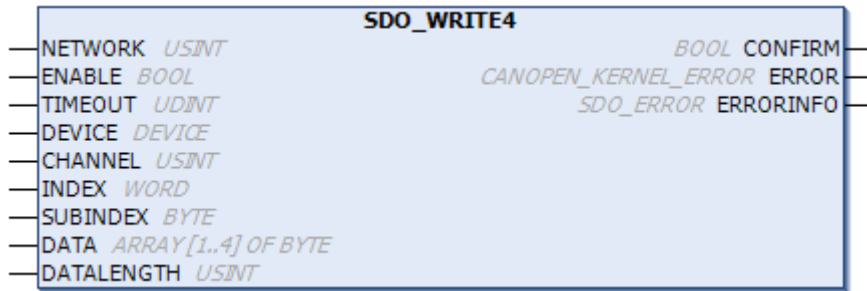 SDO_WRITE4
NETWORK USINT BOOL CONFIRM
ENABLE BOOL CANOPEN_KERNEL_ERROR ERROR
TIMEOUT UDINT SDO_ERROR ERRORINFO
DEVICE DEVICE
CHANNEL USINT
INDEX WORD
SUBINDEX BYTE
DATA ARRAY [1..4] OF BYTE
DATALENGTH USINT